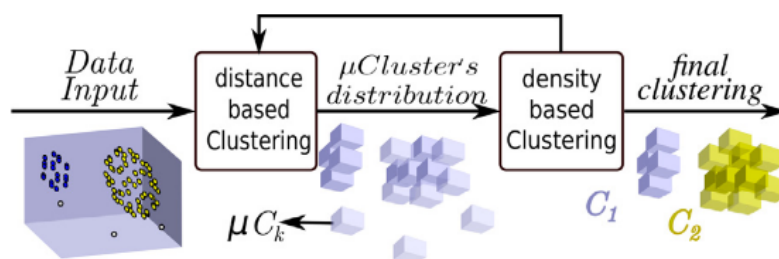 Data
Input
distance
based
Clustering
μCluster's
distribution
density
based
Clustering
final
clustering
μC_k
C_1
C_2